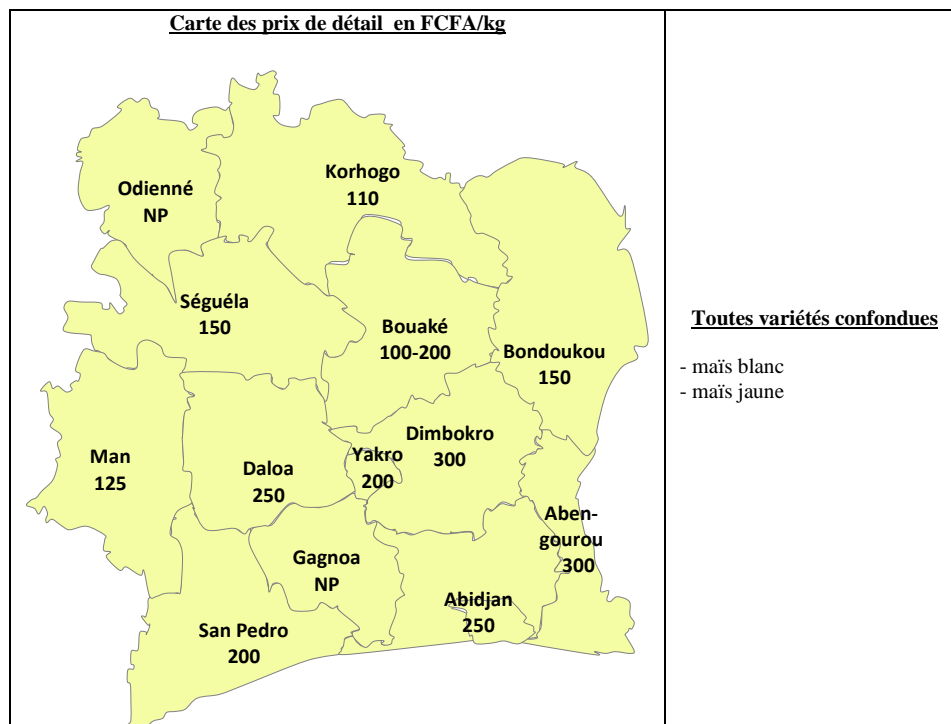 Carte des prix de détail en FCFA/kg
Korhogo
110
Odienné
NP
Séguéla
150
Bouaké
100-200
Bondoukou
150
Dimbokro
300
Man
125
Daloa
250
Yakro
200
Aben-
gourou
300
Gagnoa
NP
Abidjan
250
San Pedro
200
Toutes variétés confondues
- maïs blanc
- maïs jaune